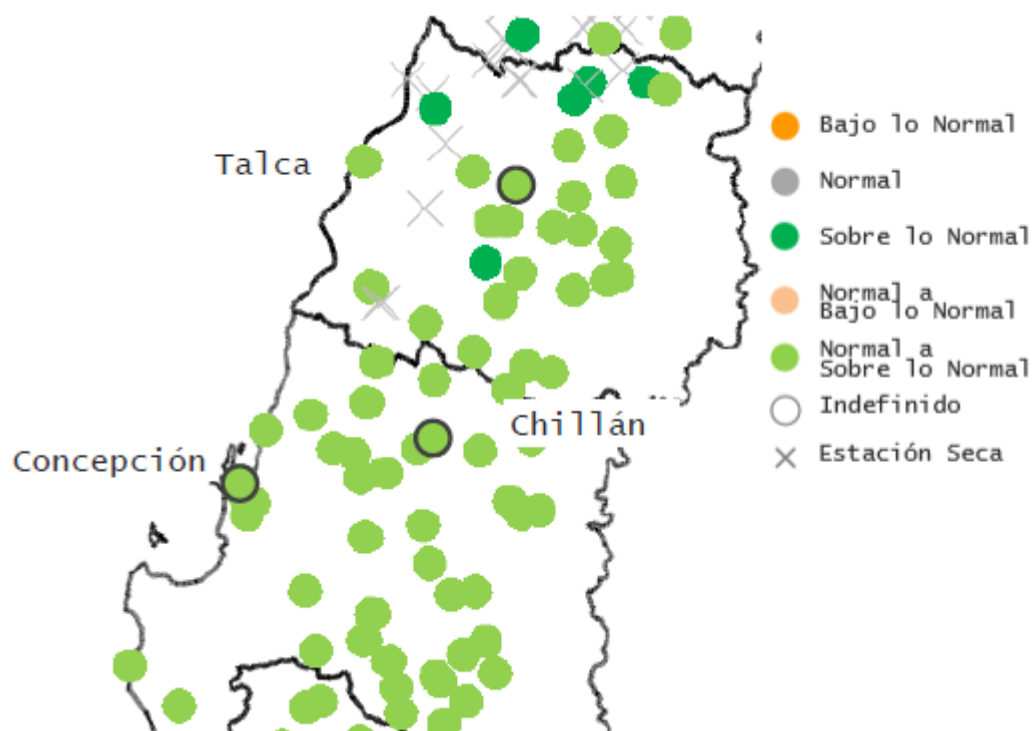 Talca
Concepción
Chillán
Bajo lo Normal
Normal
Sobre lo Normal
Normal a
Bajo lo Normal
Normal a
Sobre lo Normal
Indefinido
Estación Seca